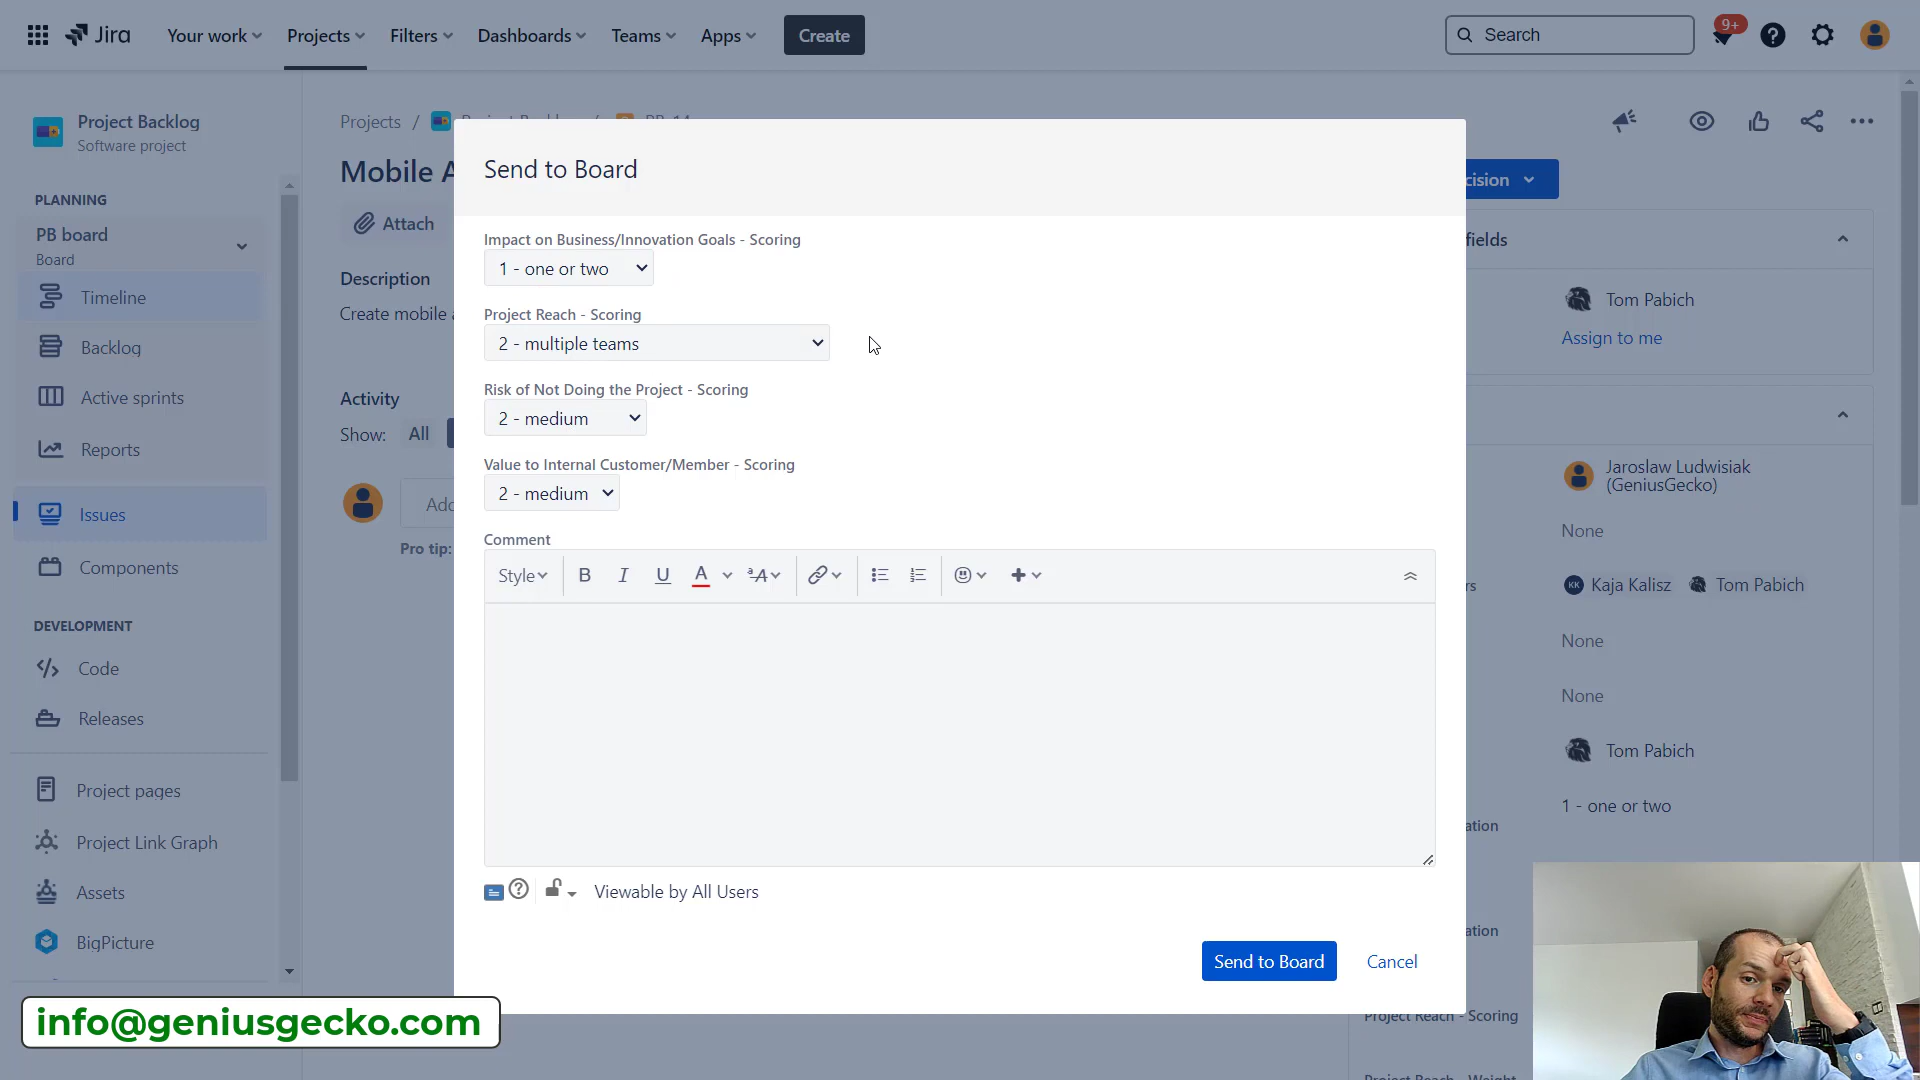 Jira
Your work
Projects
Filters
Dashboards
Teams
Apps
Create
Search
9+
Project Backlog
Software project
PLANNING
PB board
Board
Timeline
Backlog
Active sprints
Reports
Issues
Components
DEVELOPMENT
Code
Releases
Project pages
Project Link Graph
Assets
BigPicture
Projects /
Mobile A
Attach
Description
Create mobile
Activity
Show: All
Pro tip:
Send to Board
Impact on Business/Innovation Goals - Scoring
1 - one or two
Project Reach - Scoring
2 - multiple teams
Risk of Not Doing the Project - Scoring
2 - medium
Value to Internal Customer/Member - Scoring
2 - medium
Comment
Style
B I U A
Viewable by All Users
Send to Board
Cancel
cision
fields
Tom Pabich
Assign to me
Jaroslaw Ludwisiak
(GeniusGecko)
None
rs
KK Kaja Kalisz
Tom Pabich
None
None
Tom Pabich
1 - one or two
ation
ation
Project Reach - Scoring
Project Reach - Weight
info@geniusgecko.com